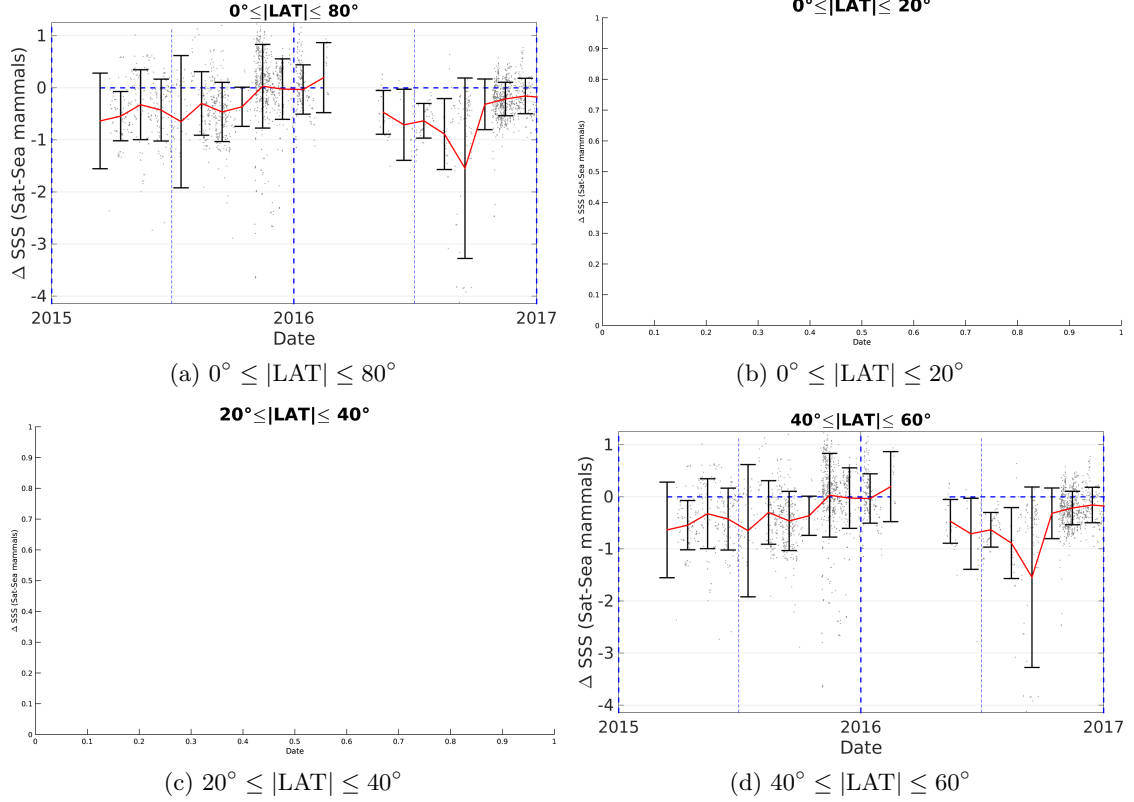 0°≤|LAT|≤ 80°
Δ SSS (Sat-Sea mammals)
1
0
-1
-2
-3
-4
2015
2016
2017
Date
(a) 0° ≤ |LAT| ≤ 80°
0°≤|LAT|≤ 20°
Δ SSS (Sat-Sea mammals)
1
0.9
0.8
0.7
0.6
0.5
0.4
0.3
0.2
0.1
0
0 0.1 0.2 0.3 0.4 0.5 0.6 0.7 0.8 0.9 1
Date
(b) 0° ≤ |LAT| ≤ 20°
20°≤|LAT|≤ 40°
Δ SSS (Sat-Sea mammals)
1
0.9
0.8
0.7
0.6
0.5
0.4
0.3
0.2
0.1
0
0 0.1 0.2 0.3 0.4 0.5 0.6 0.7 0.8 0.9 1
Date
(c) 20° ≤ |LAT| ≤ 40°
40°≤|LAT|≤ 60°
Δ SSS (Sat-Sea mammals)
1
0
-1
-2
-3
-4
2015
2016
2017
Date
(d) 40° ≤ |LAT| ≤ 60°